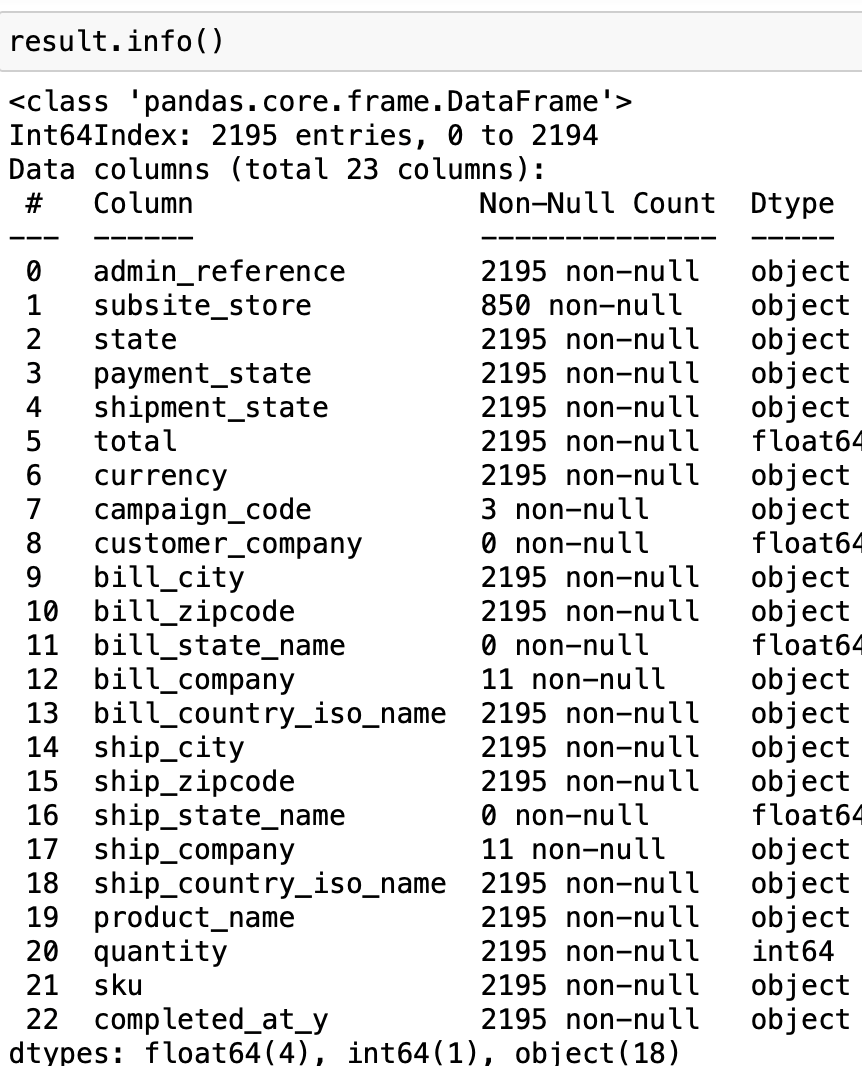 result.info()
<class 'pandas.core.frame.DataFrame'>
Int64Index: 2195 entries, 0 to 2194
Data columns (total 23 columns):
 #   Column                 Non-Null Count  Dtype
---  ------                 --------------  -----
 0   admin_reference        2195 non-null   object
 1   subsite_store          850 non-null    object
 2   state                  2195 non-null   object
 3   payment_state          2195 non-null   object
 4   shipment_state         2195 non-null   object
 5   total                  2195 non-null   float64
 6   currency               2195 non-null   object
 7   campaign_code          3 non-null      object
 8   customer_company       0 non-null      float64
 9   bill_city              2195 non-null   object
 10  bill_zipcode           2195 non-null   object
 11  bill_state_name        0 non-null      float64
 12  bill_company           11 non-null     object
 13  bill_country_iso_name  2195 non-null   object
 14  ship_city              2195 non-null   object
 15  ship_zipcode           2195 non-null   object
 16  ship_state_name        0 non-null      float64
 17  ship_company           11 non-null     object
 18  ship_country_iso_name  2195 non-null   object
 19  product_name           2195 non-null   object
 20  quantity               2195 non-null   int64
 21  sku                    2195 non-null   object
 22  completed_at_y         2195 non-null   object
dtypes: float64(4), int64(1), object(18)